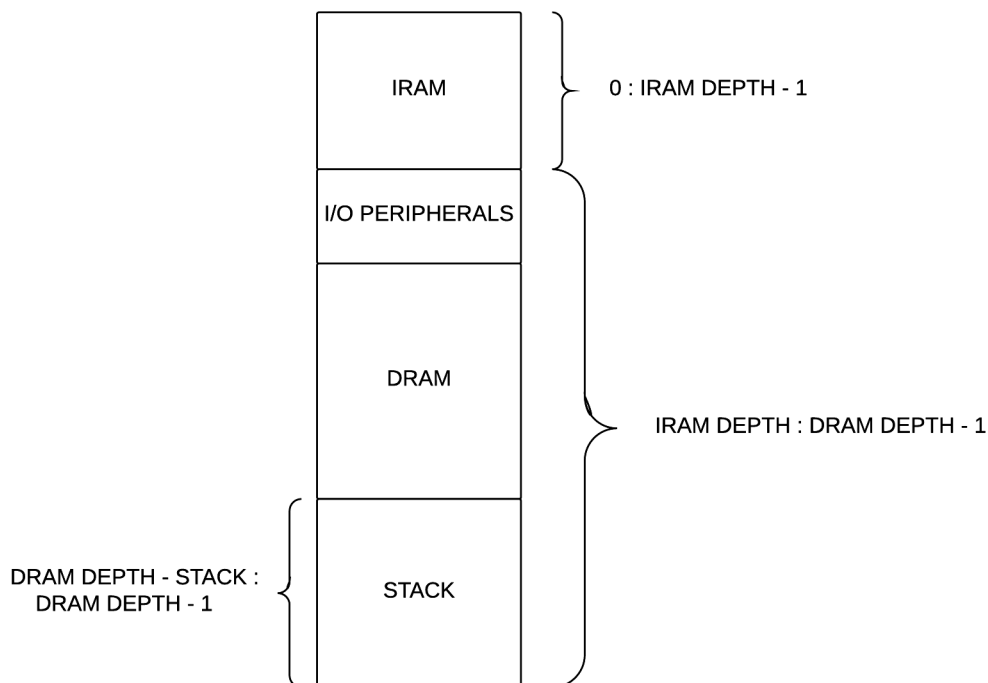 IRAM
0 : IRAM DEPTH - 1
I/O PERIPHERALS
DRAM
IRAM DEPTH : DRAM DEPTH - 1
DRAM DEPTH - STACK :
DRAM DEPTH - 1
STACK